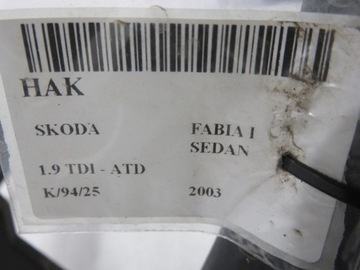 HAK
SKODA FABIA I
SEDAN
1.9 TDI - ATD
K/94/25 2003